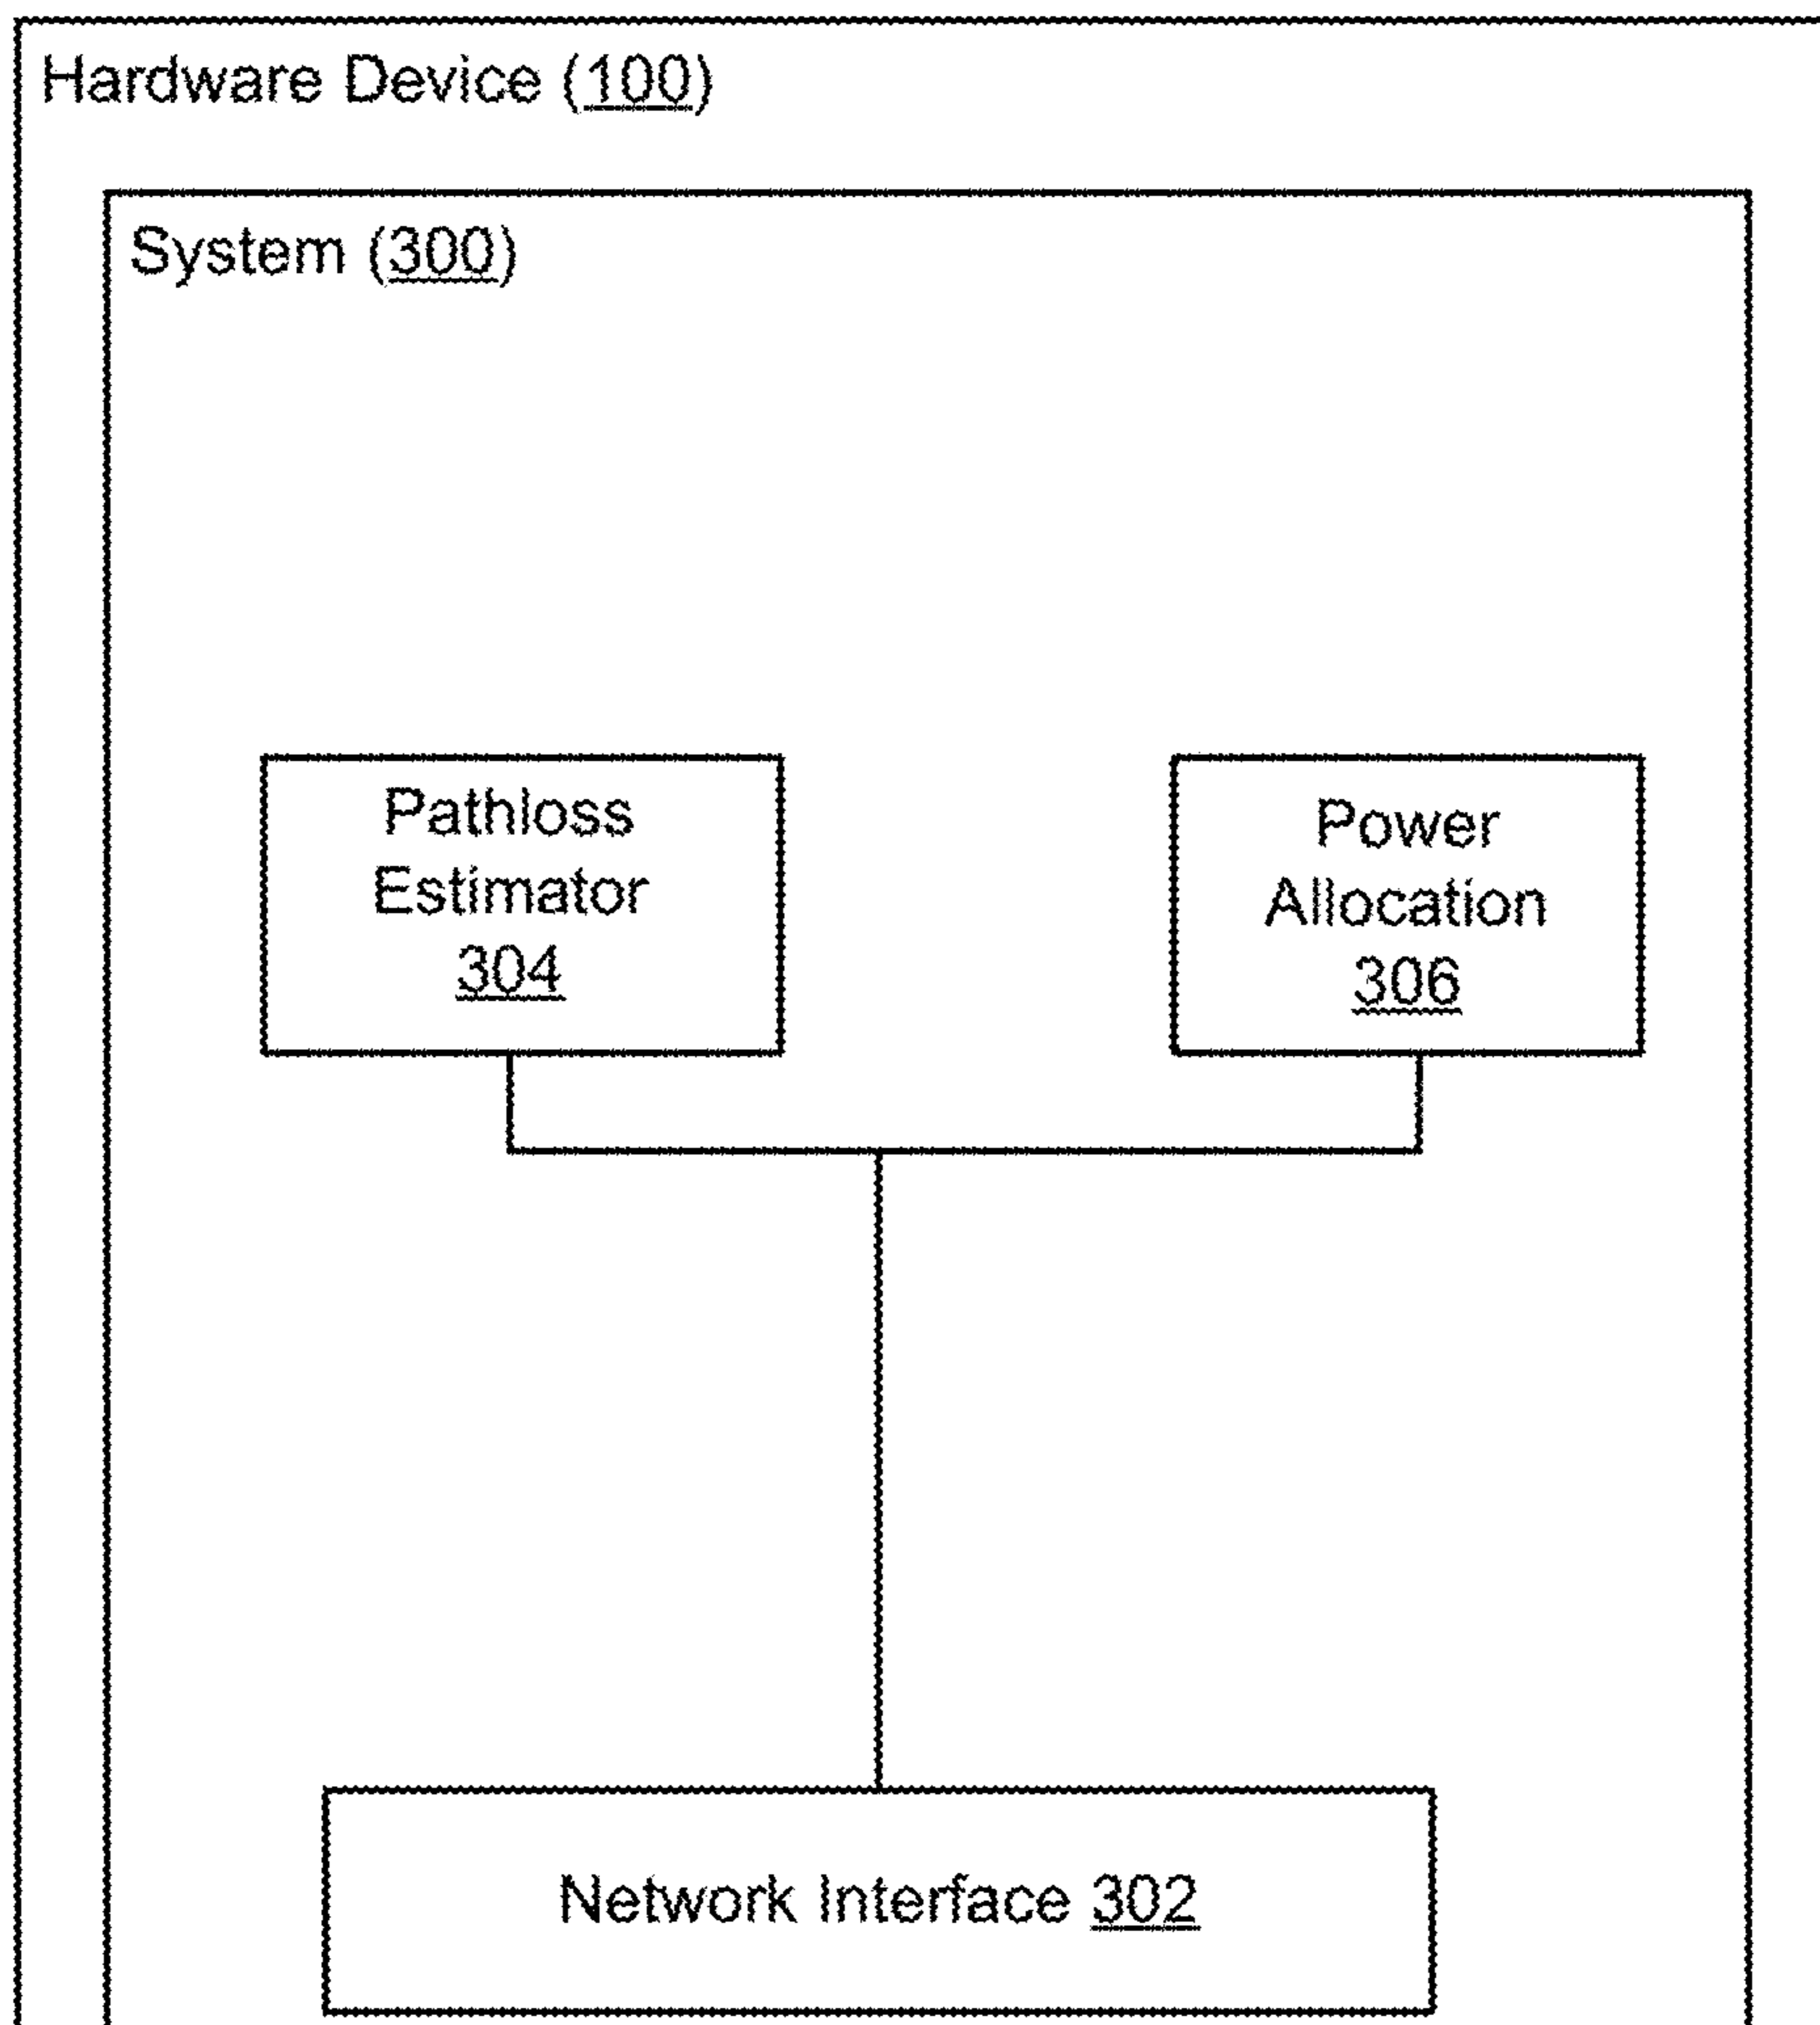 Hardware Device (100)
System (300)
Pathloss
Estimator
304
Power
Allocation
306
Network Interface 302